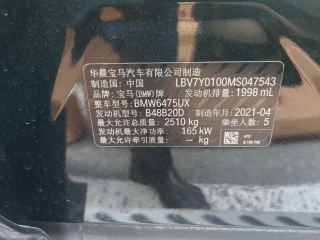 华晨宝马汽车有限公司制造
制造国: 中国 LBV7Y0100MS047543
品牌: 宝马(BMW)牌 发动机排量: 1998 mL
整车型号: BMW6475UX
发动机型号: B48B20D 制造年月: 2021-04
最大允许总质量: 2510 kg 乘坐人数: 5
发动机最大净功率: 165 kW
最大允许牵引质量: -- kg